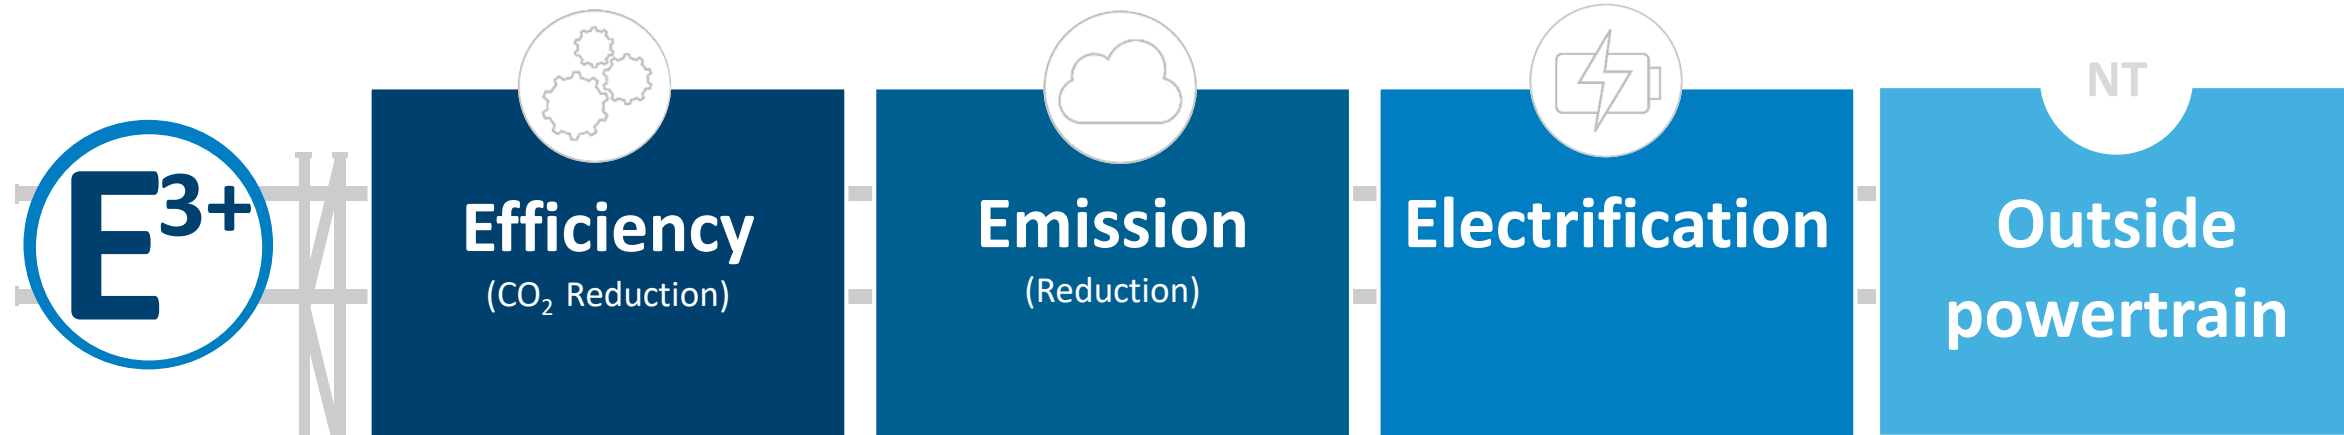 E³⁺
Efficiency
(CO₂ Reduction)
Emission
(Reduction)
Electrification
NT
Outside
powertrain